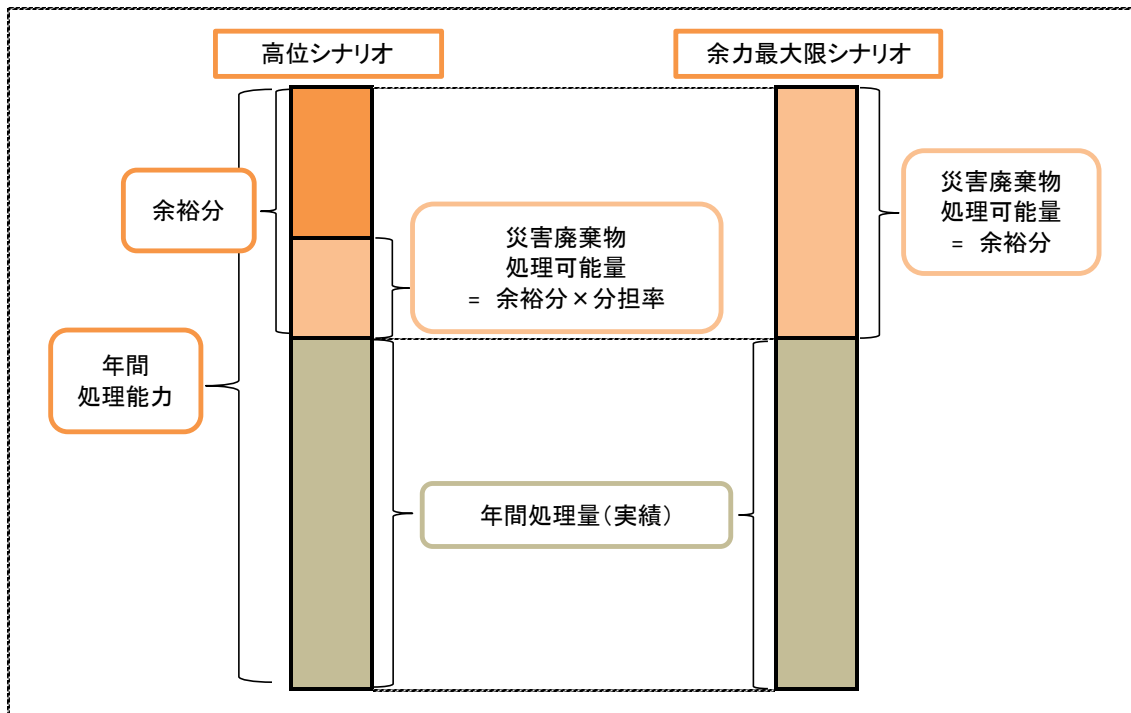 高位シナリオ
余力最大限シナリオ
余裕分
災害廃棄物
処理可能量
= 余裕分×分担率
災害廃棄物
処理可能量
= 余裕分
年間
処理能力
年間処理量(実績)